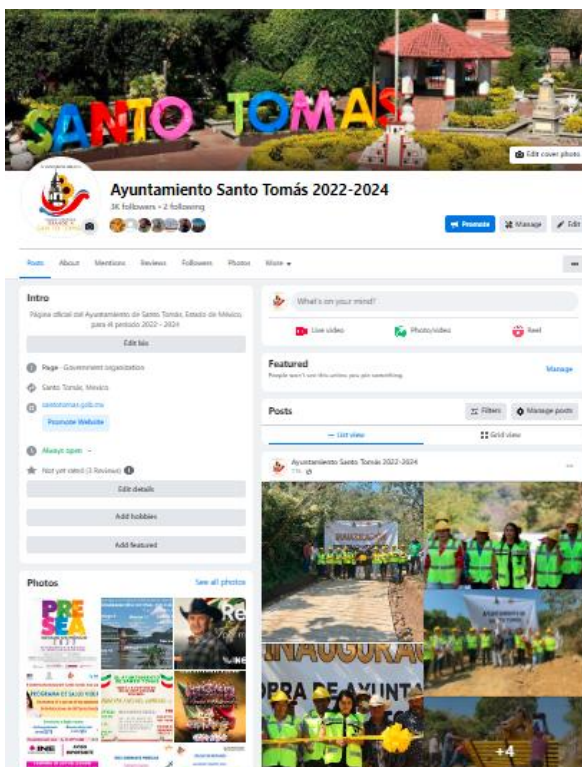 SANTO TOMAS
Edit cover photo
Ayuntamiento Santo Tomás 2022-2024
3K followers • 2 following
Promote
Manage
Edit
Posts
About
Mentions
Reviews
Followers
Photos
More
Intro
Página oficial del Ayuntamiento de Santo Tomás, Estado de México,
para el periodo 2022 - 2024
Edit bio
Page · Government organization
Santo Tomás, Mexico
santotomas.gob.mx
Promote Website
Always open
Not yet rated (3 Reviews)
Edit details
Add hobbies
Add featured
Photos
See all photos
PRE
SEA
What's on your mind?
Live video
Photo/video
Reel
Featured
People won't see this unless you pin something.
Manage
Posts
Filters
Manage posts
List view
Grid view
Ayuntamiento Santo Tomás 2022-2024
INAUGURA
OBRA DE AYUNTA
+4
INE